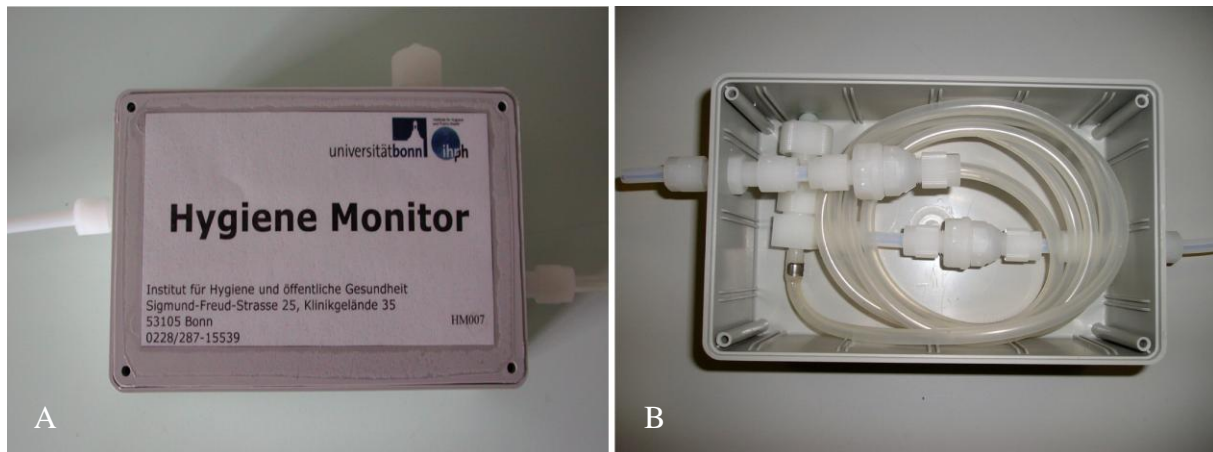 universitätbonn
ihph
Hygiene Monitor
Institut für Hygiene und öffentliche Gesundheit
Sigmund-Freud-Strasse 25, Klinikgelände 35
53105 Bonn
0228/287-15539
HM007
A
B